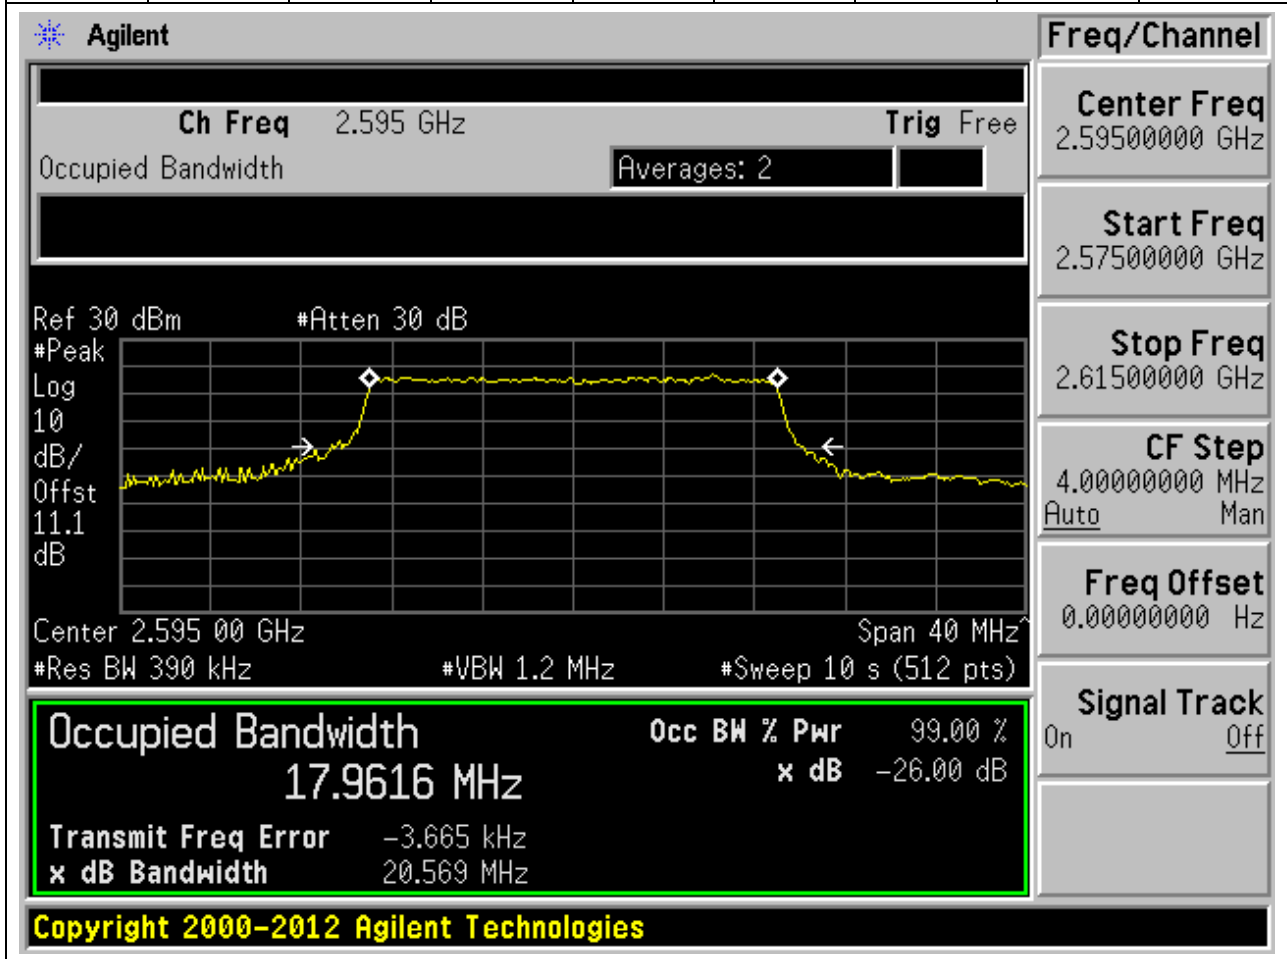 Agilent
Freq/Channel
Ch Freq 2.595 GHz Trig Free
Occupied Bandwidth Averages: 2
Center Freq
2.59500000 GHz
Start Freq
2.57500000 GHz
Stop Freq
2.61500000 GHz
CF Step
4.00000000 MHz
Auto Man
Freq Offset
0.00000000 Hz
Signal Track
On Off
Ref 30 dBm #Atten 30 dB
#Peak
Log
10
dB/
Offst
11.1
dB
Center 2.595 00 GHz Span 40 MHz^
#Res BW 390 kHz #VBW 1.2 MHz #Sweep 10 s (512 pts)
Occupied Bandwidth Occ BW % Pwr 99.00 %
17.9616 MHz x dB -26.00 dB
Transmit Freq Error -3.665 kHz
x dB Bandwidth 20.569 MHz
Copyright 2000-2012 Agilent Technologies